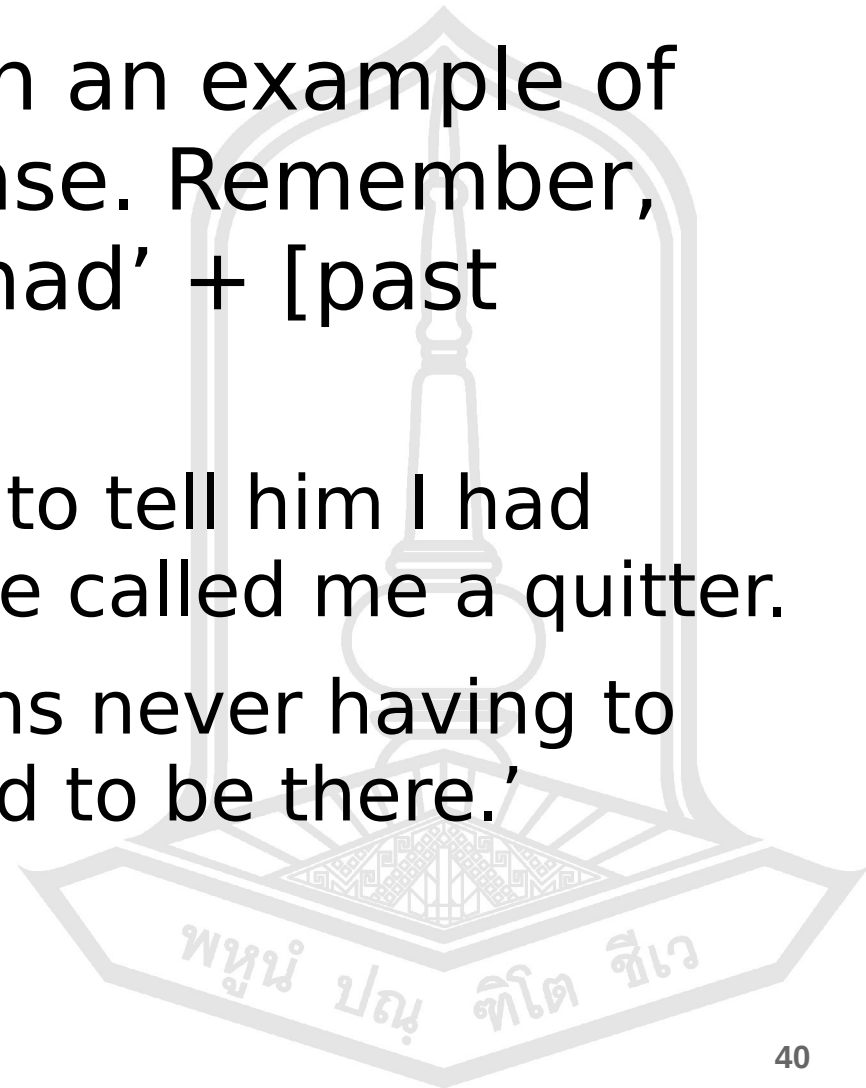 n an example of
nse. Remember,
had’ + [past
to tell him I had
e called me a quitter.
ns never having to
d to be there.’
พหูนํ ปณฺฑิโต ชีเว
40